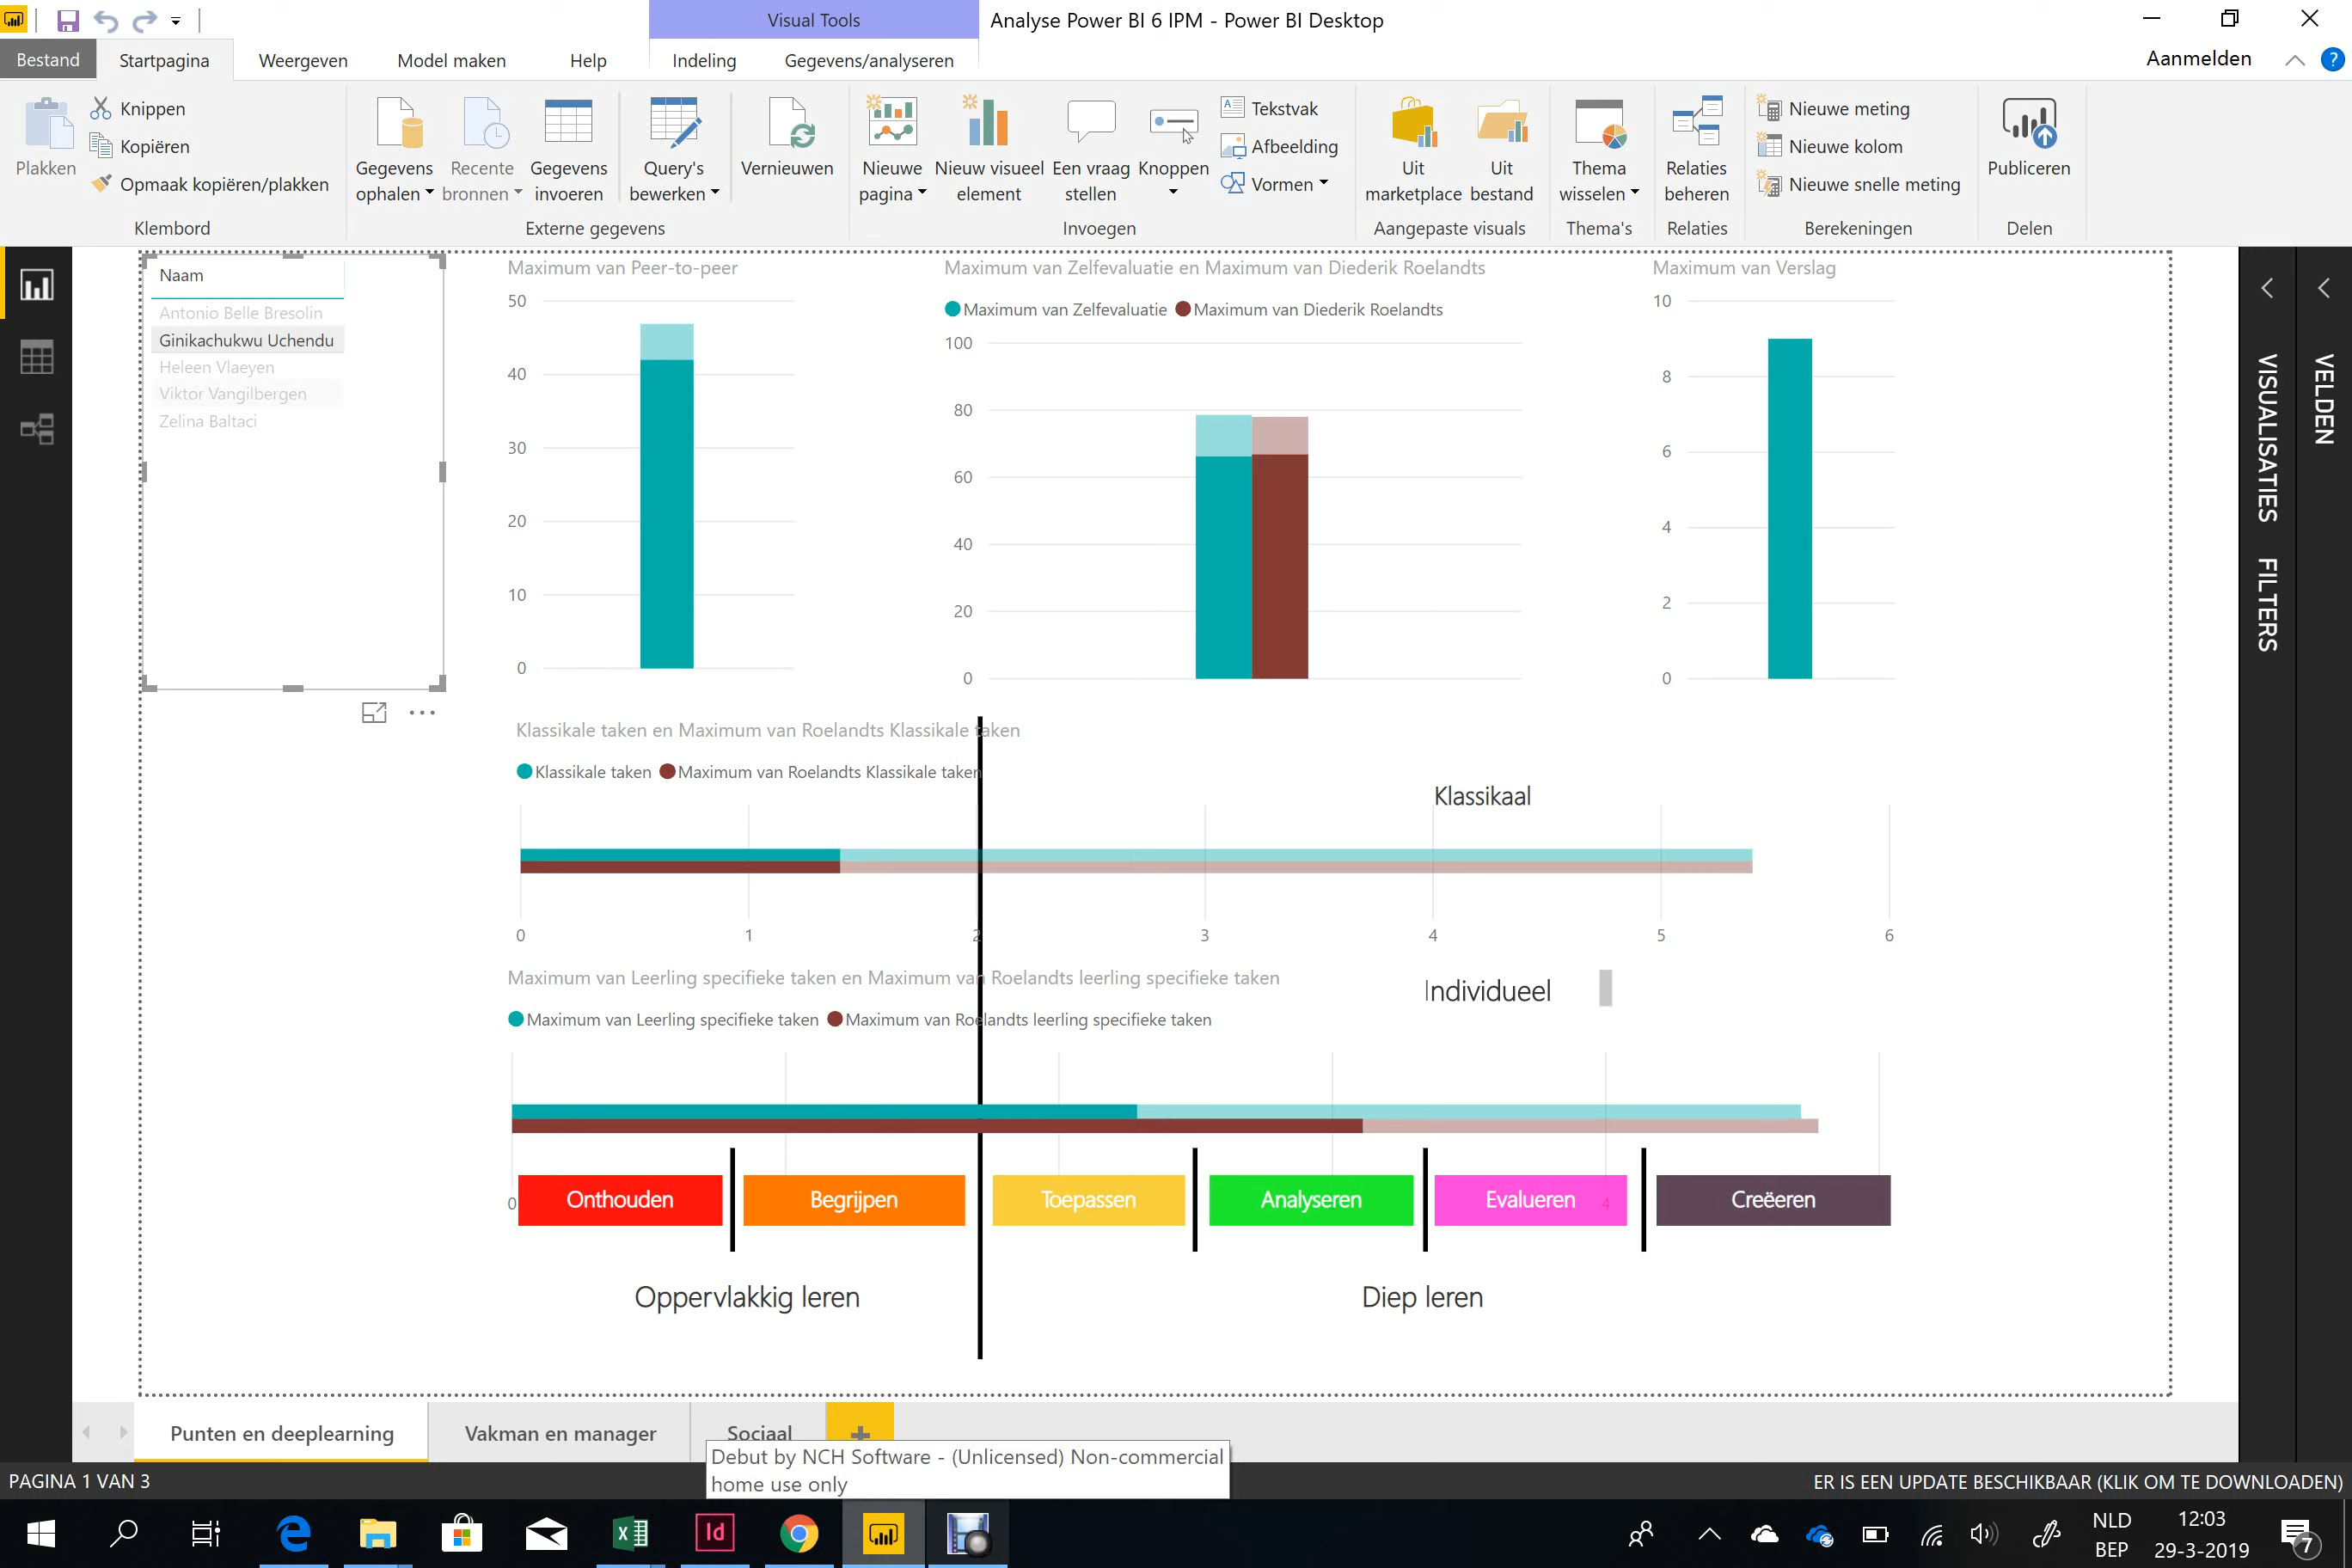 Visual Tools
Analyse Power BI 6 IPM - Power BI Desktop
Bestand
Startpagina
Weergeven
Model maken
Help
Indeling
Gegevens/analyseren
Aanmelden
?
Plakken
Knippen
Kopiëren
Opmaak kopiëren/plakken
Klembord
Gegevens
ophalen
Recente
bronnen
Gegevens
invoeren
Query's
bewerken
Vernieuwen
Externe gegevens
Nieuwe
pagina
Nieuw visueel
element
Een vraag
stellen
Knoppen
Tekstvak
Afbeelding
Vormen
Invoegen
Uit
marketplace
Uit
bestand
Aangepaste visuals
Thema
wisselen
Thema's
Relaties
beheren
Relaties
Nieuwe meting
Nieuwe kolom
Nieuwe snelle meting
Berekeningen
Publiceren
Delen
Naam
Antonio Belle Bresolin
Ginikachukwu Uchendu
Heleen Vlaeyen
Viktor Vangilbergen
Zelina Baltaci
Maximum van Peer-to-peer
50
40
30
20
10
0
Maximum van Zelfevaluatie en Maximum van Diederik Roelandts
Maximum van Zelfevaluatie
Maximum van Diederik Roelandts
100
80
60
40
20
0
Maximum van Verslag
10
8
6
4
2
0
VISUALISATIES
FILTERS
VELDEN
Klassikale taken en Maximum van Roelandts Klassikale taken
Klassikale taken
Maximum van Roelandts Klassikale taken
Klassikaal
0 1 2 3 4 5 6
Maximum van Leerling specifieke taken en Maximum van Roelandts leerling specifieke taken
Individueel
Maximum van Leerling specifieke taken
Maximum van Roelandts leerling specifieke taken
0
Onthouden
Begrijpen
Toepassen
Analyseren
Evalueren
4
Creëeren
Oppervlakkig leren
Diep leren
Punten en deeplearning
Vakman en manager
Sociaal
Debut by NCH Software - (Unlicensed) Non-commercial
home use only
PAGINA 1 VAN 3
ER IS EEN UPDATE BESCHIKBAAR (KLIK OM TE DOWNLOADEN)
Id
NLD
BEP
12:03
29-3-2019
7